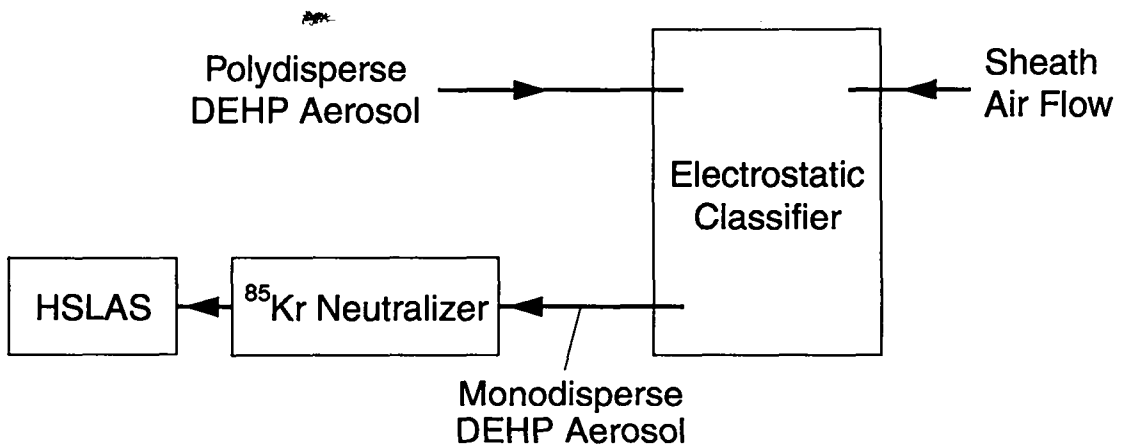 Polydisperse
DEHP Aerosol
Sheath
Air Flow
Electrostatic
Classifier
HSLAS
⁸⁵Kr Neutralizer
Monodisperse
DEHP Aerosol